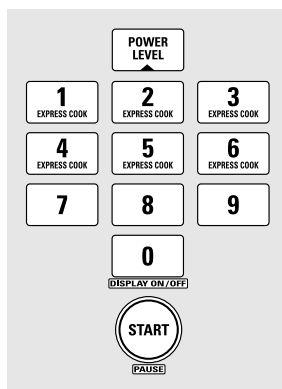 POWER
LEVEL
1 2 3
EXPRESS COOK EXPRESS COOK EXPRESS COOK
4 5 6
EXPRESS COOK EXPRESS COOK EXPRESS COOK
7 8 9
0
DISPLAY ON/OFF
START
PAUSE